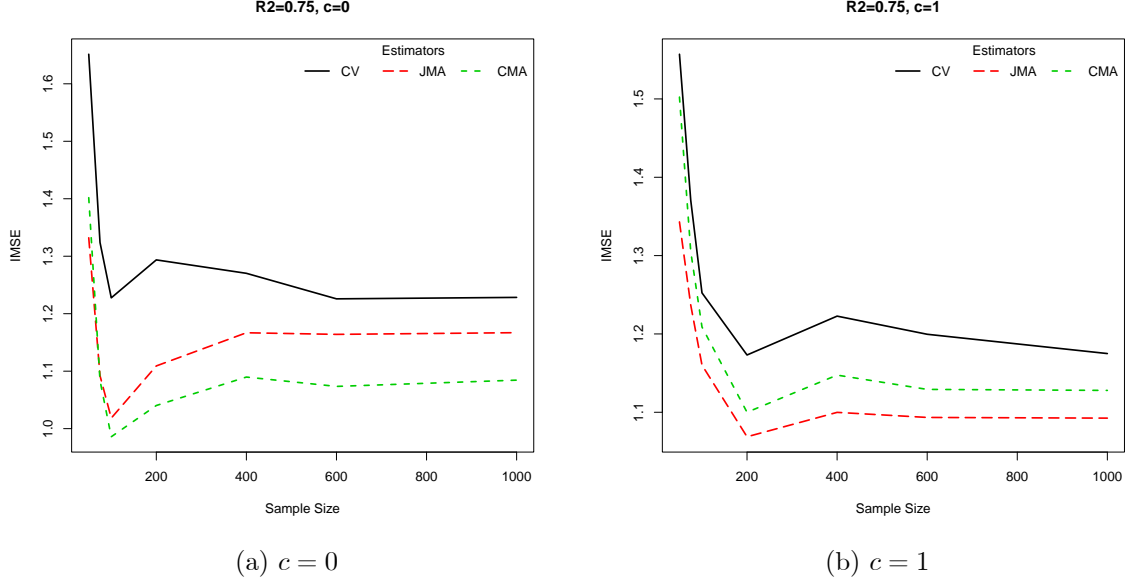 R2=0.75, c=0
Estimators
CV JMA CMA
IMSE
1.0 1.1 1.2 1.3 1.4 1.5 1.6
200 400 600 800 1000
Sample Size
(a) c = 0
R2=0.75, c=1
Estimators
CV JMA CMA
IMSE
1.1 1.2 1.3 1.4 1.5
200 400 600 800 1000
Sample Size
(b) c = 1